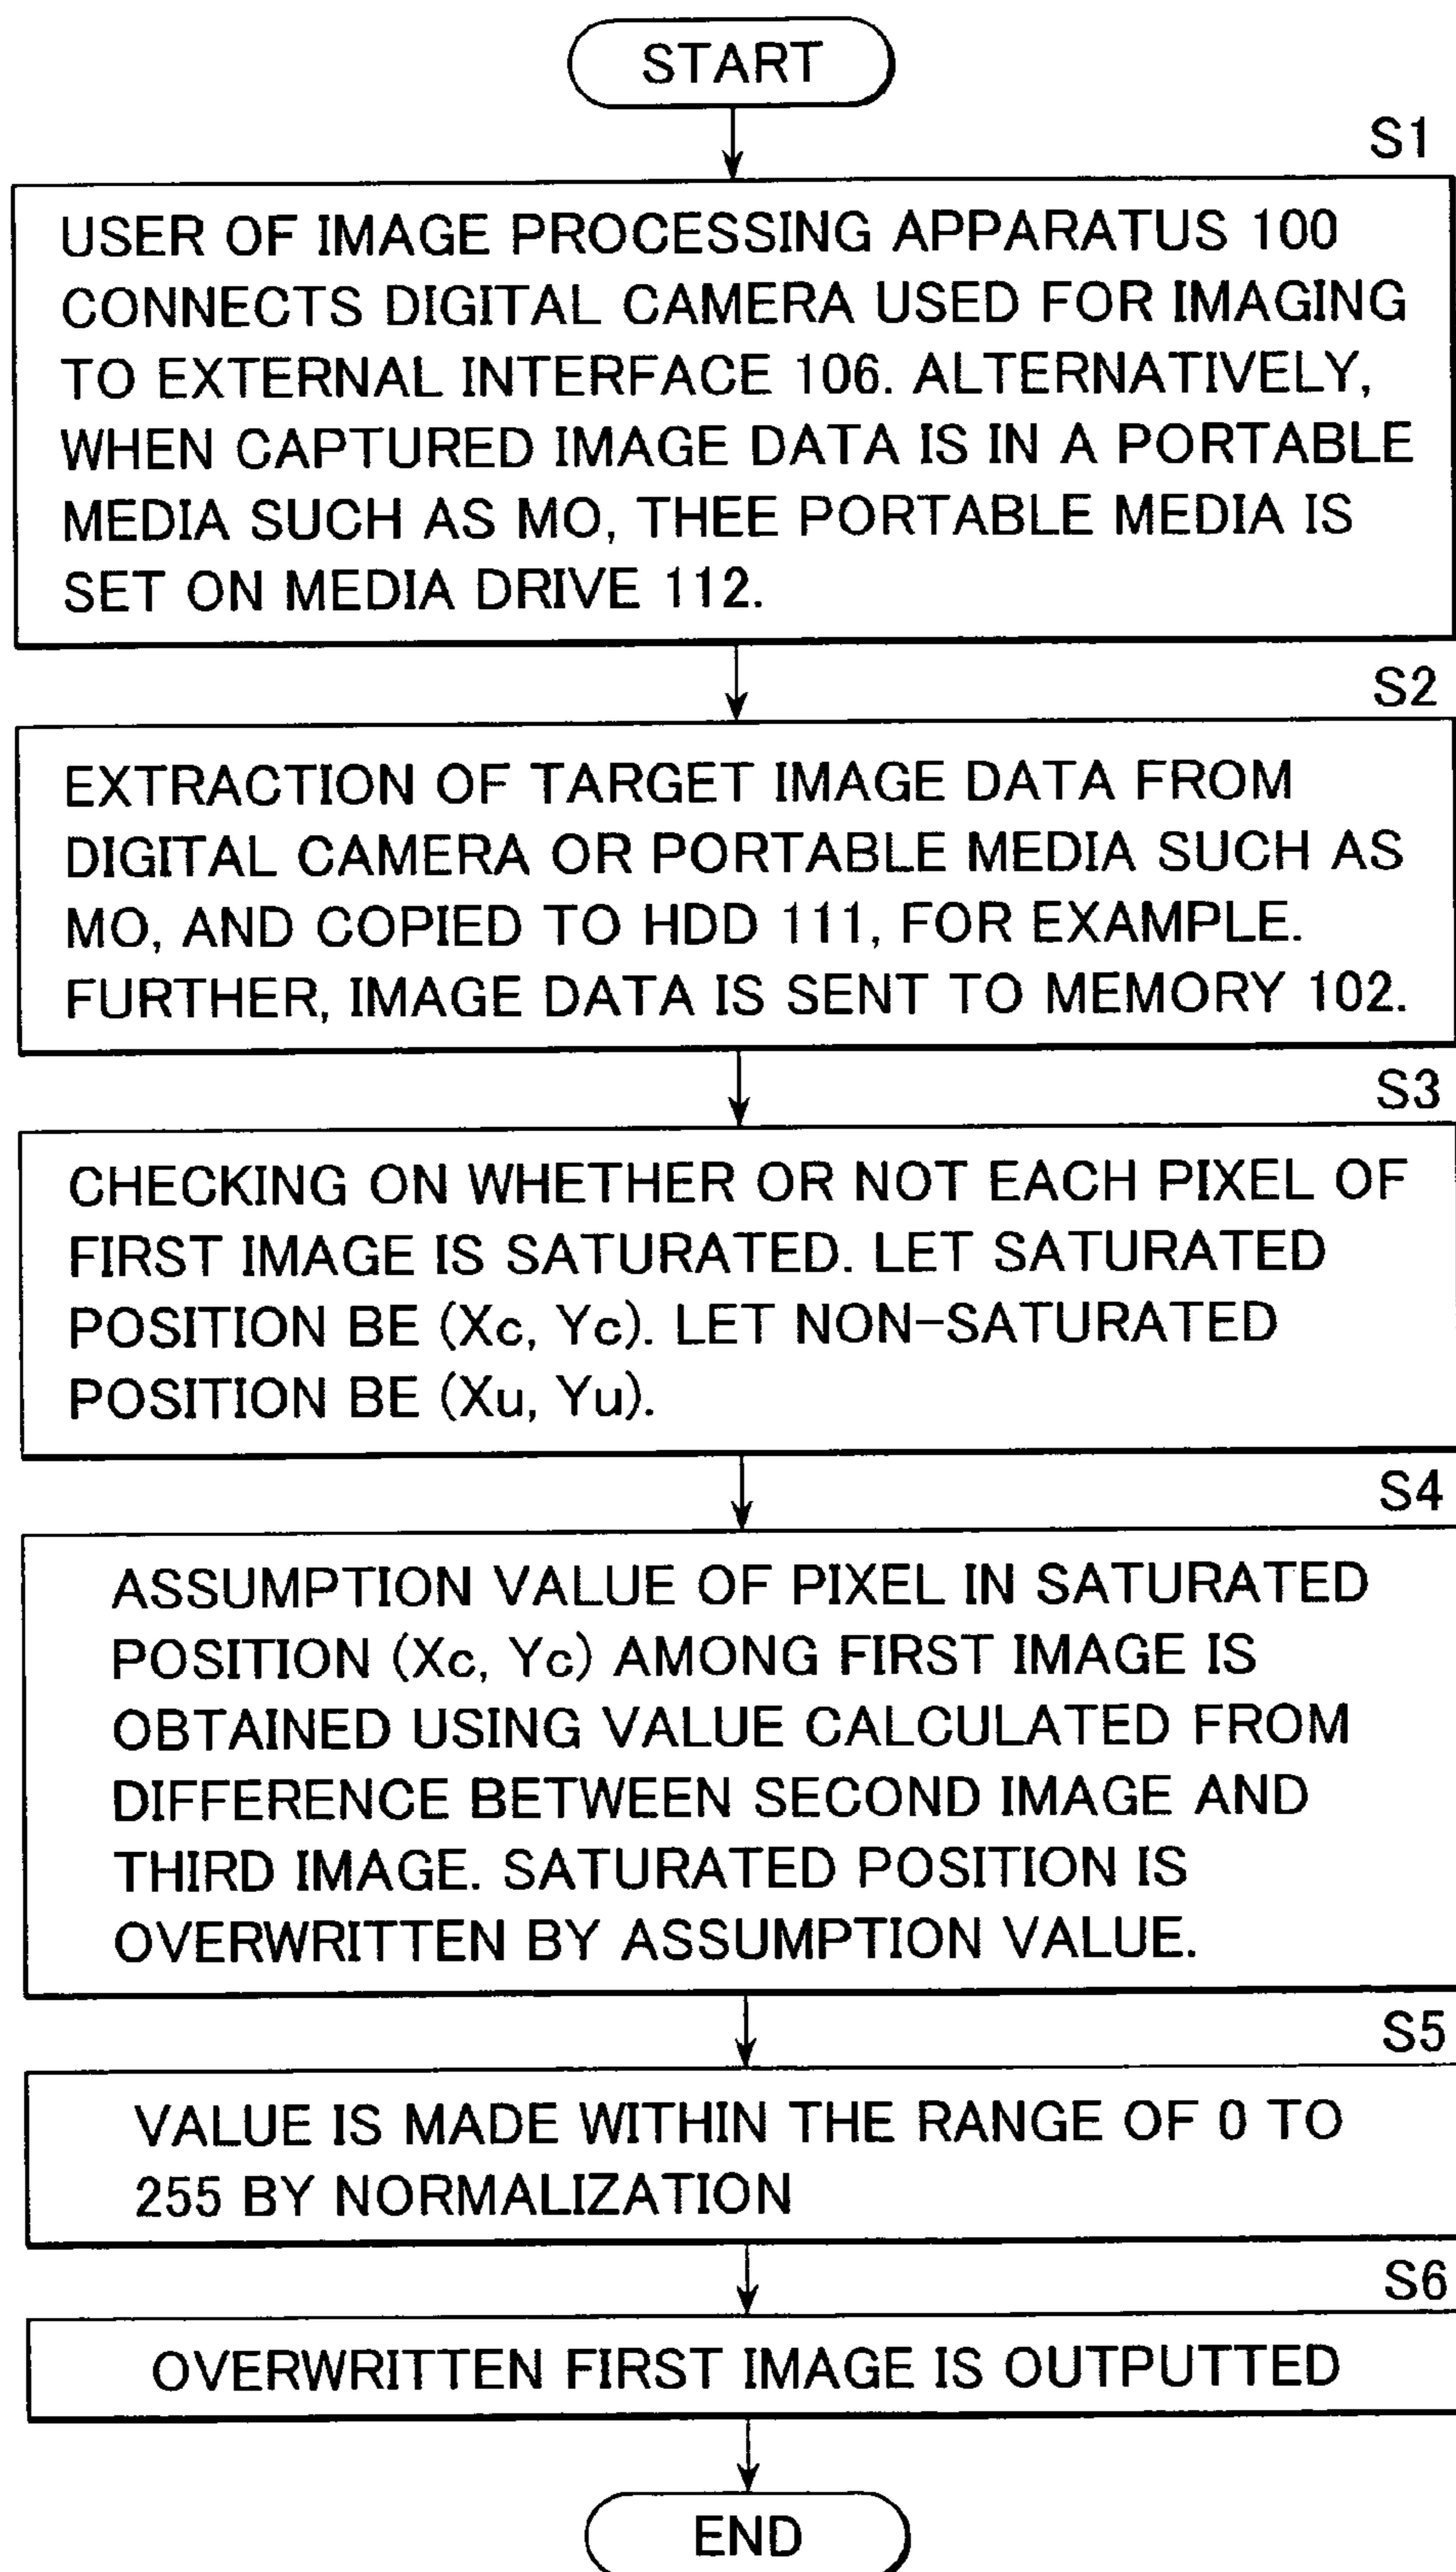 START
S1
USER OF IMAGE PROCESSING APPARATUS 100
CONNECTS DIGITAL CAMERA USED FOR IMAGING
TO EXTERNAL INTERFACE 106. ALTERNATIVELY,
WHEN CAPTURED IMAGE DATA IS IN A PORTABLE
MEDIA SUCH AS MO, THEE PORTABLE MEDIA IS
SET ON MEDIA DRIVE 112.
S2
EXTRACTION OF TARGET IMAGE DATA FROM
DIGITAL CAMERA OR PORTABLE MEDIA SUCH AS
MO, AND COPIED TO HDD 111, FOR EXAMPLE.
FURTHER, IMAGE DATA IS SENT TO MEMORY 102.
S3
CHECKING ON WHETHER OR NOT EACH PIXEL OF
FIRST IMAGE IS SATURATED. LET SATURATED
POSITION BE (Xc, Yc). LET NON-SATURATED
POSITION BE (Xu, Yu).
S4
ASSUMPTION VALUE OF PIXEL IN SATURATED
POSITION (Xc, Yc) AMONG FIRST IMAGE IS
OBTAINED USING VALUE CALCULATED FROM
DIFFERENCE BETWEEN SECOND IMAGE AND
THIRD IMAGE. SATURATED POSITION IS
OVERWRITTEN BY ASSUMPTION VALUE.
S5
VALUE IS MADE WITHIN THE RANGE OF 0 TO
255 BY NORMALIZATION
S6
OVERWRITTEN FIRST IMAGE IS OUTPUTTED
END